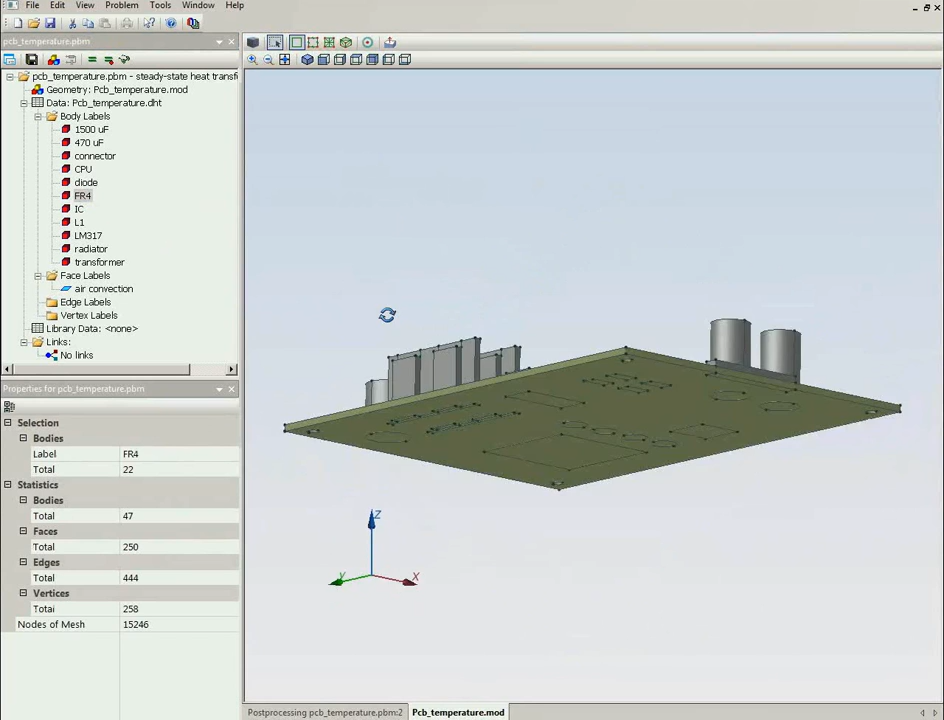 File Edit View Model Problem Tools Window Help
pcb_temperature.pbm
pcb_temperature.pbm - steady-state heat transf
Geometry: Pcb_temperature.mod
Data: Pcb_temperature.dht
Body Labels
1500 uF
470 uF
connector
CPU
diode
FR4
IC
L1
LM317
radiator
transformer
Face Labels
air convection
Edge Labels
Vertex Labels
Library Data: <none>
Links:
No links
Properties for pcb_temperature.pbm
Selection
Bodies
Label FR4
Total 22
Statistics
Bodies
Total 47
Faces
Total 250
Edges
Total 444
Vertices
Total 258
Nodes of Mesh 15246
Z
Y
X
Postprocessing pcb_temperature.pbm:2
Pcb_temperature.mod